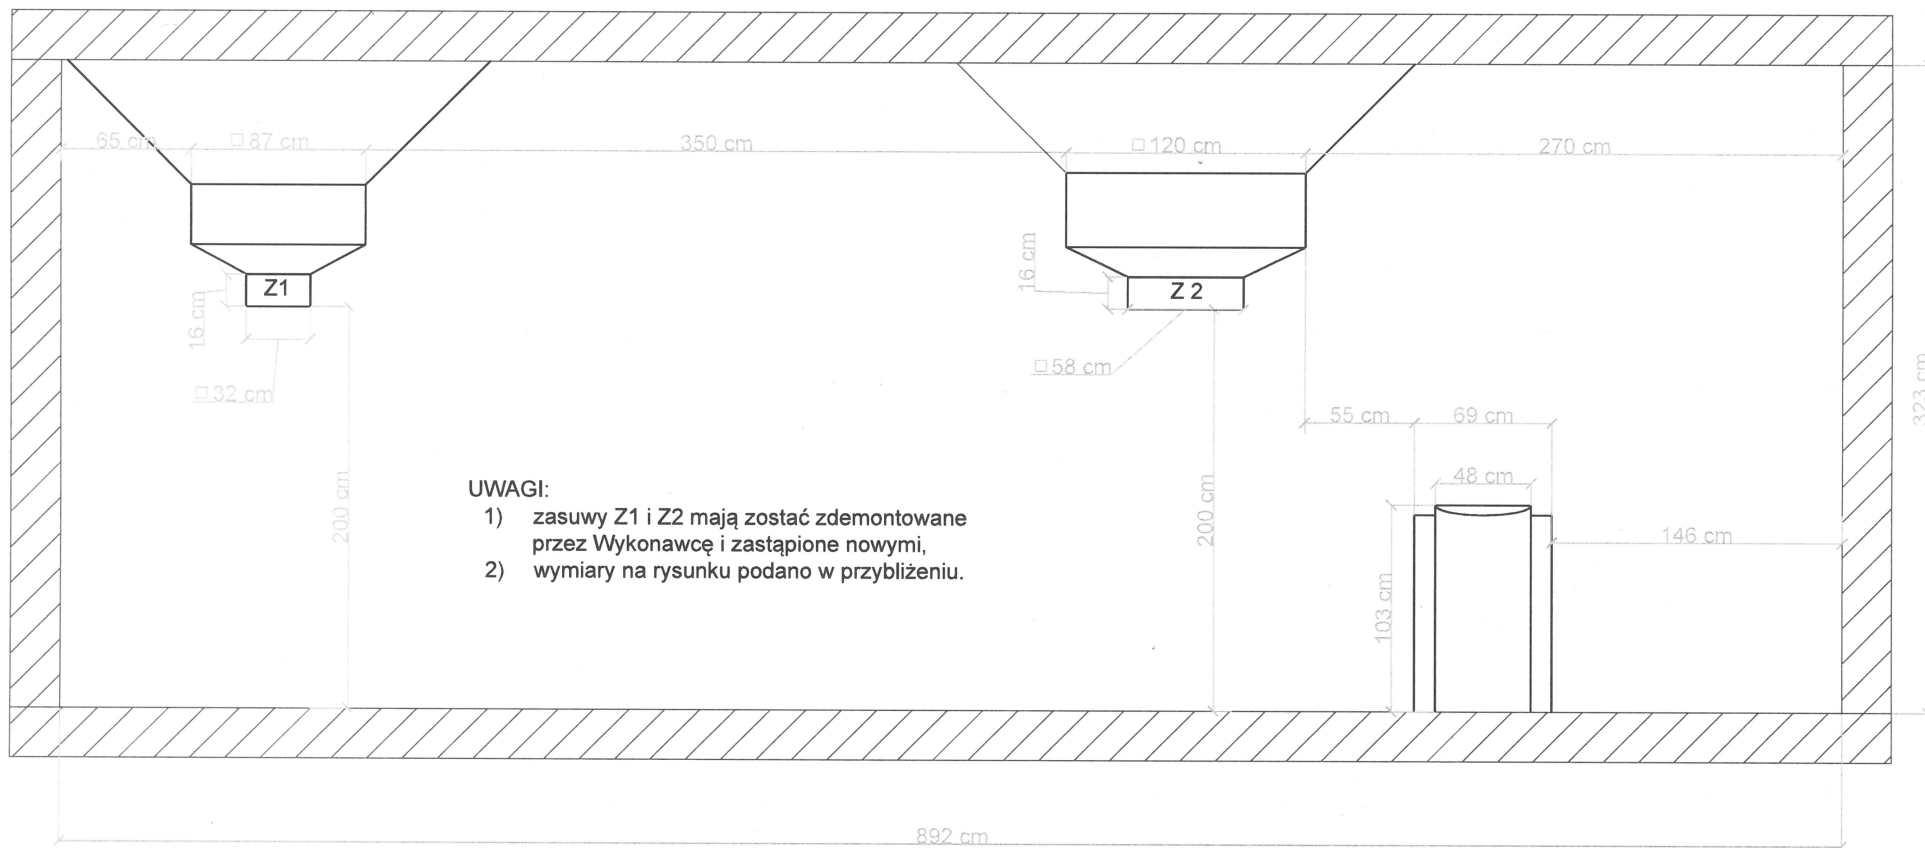 65 cm □ 87 cm 350 cm □ 120 cm 270 cm
Z1
16 cm
□ 32 cm
200 cm
Z 2
16 cm
□ 58 cm
200 cm
55 cm 69 cm
48 cm
103 cm
146 cm
323 cm
UWAGI:
1) zasuwy Z1 i Z2 mają zostać zdemontowane
przez Wykonawcę i zastąpione nowymi,
2) wymiary na rysunku podano w przybliżeniu.
892 cm